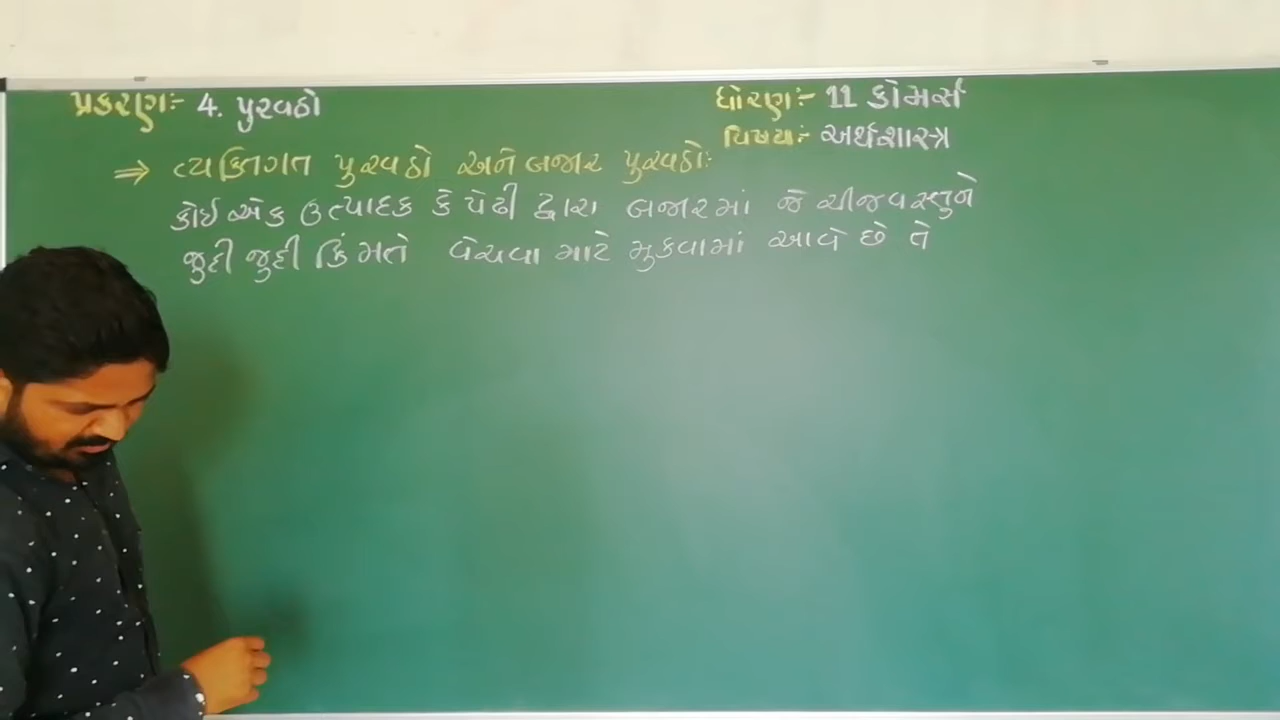 પ્રકરણઃ- 4. પુરવઠો
ધોરણઃ- 11 કોમર્સ
વિષયઃ- અર્થશાસ્ત્ર
⇒ વ્યક્તિગત પુરવઠો અને બજાર પુરવઠોઃ
કોઈ એક ઉત્પાદક કે પેઢી દ્વારા બજારમાં જે ચીજવસ્તુને
જુદી જુદી કિંમતે વેચવા માટે મુકવામાં આવે છે તે